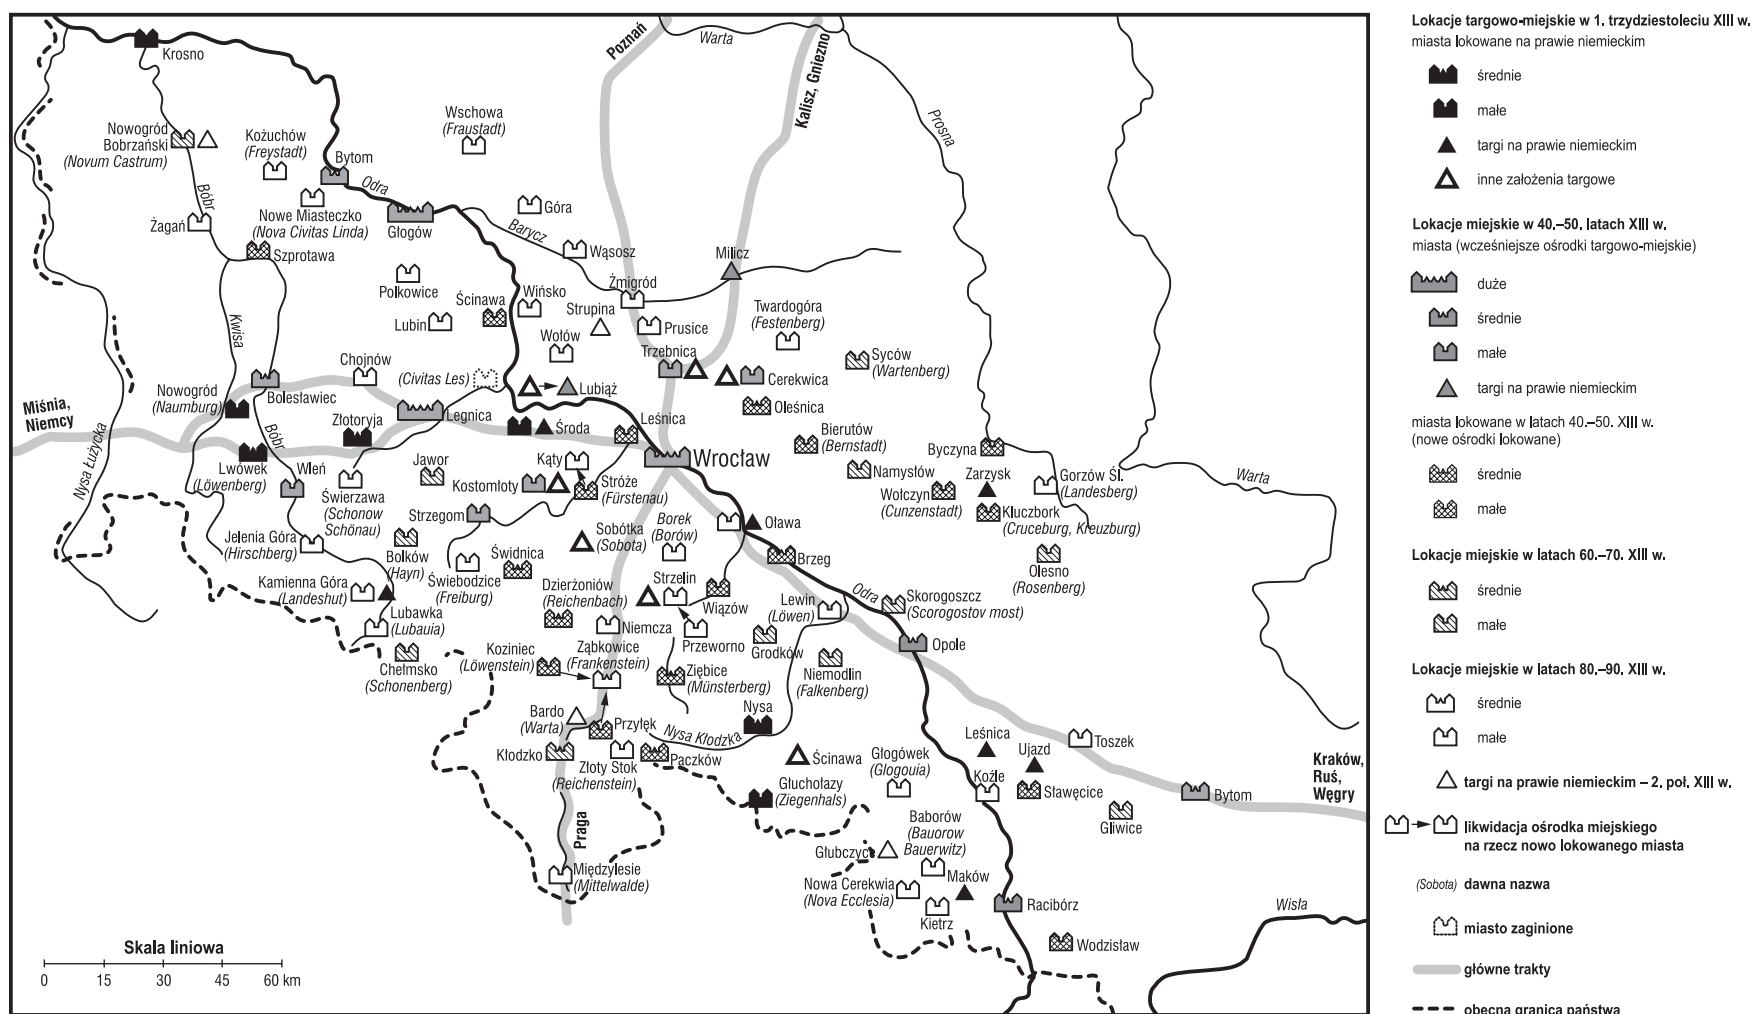 Krosno
Poznań
Warta
Kalisz, Gniezno
Prosna
Wschowa
(Fraustadt)
Nowogród
Bobrzański
(Novum Castrum)
Kożuchów
(Freystadt)
Bytom
Odra
Bóbr
Nowe Miasteczko
(Nova Civitas Linda)
Głogów
Góra
Żagań
Szprotawa
Barycz
Wąsosz
Milicz
Żmigród
Polkowice
Ścinawa
Wińsko
Strupina
Twardogóra
(Festenberg)
Lubin
Prusice
Kwisa
Wołów
Trzebnica
Syców
(Wartenberg)
Chojnów
(Civitas Les)
Lubiąż
Cerekwica
Nowogród
(Naumburg)
Bolesławiec
Oleśnica
Miśnia,
Niemcy
Złotoryja
Legnica
Leśnica
Środa
Bierutów
(Bernstadt)
Byczyna
Nysa Łużycka
Bóbr
Lwówek
(Löwenberg)
Wleń
Jawor
Kąty
Wrocław
Namysłów
Zarzysk
Gorzów Śl.
(Landesberg)
Warta
Świerzawa
(Schonow
Schönau)
Kostomłoty
Stróże
(Fürstenau)
Wołczyn
(Cunzenstadt)
Kluczbork
(Cruceburg, Kreuzburg)
Strzegom
Oława
Jelenia Góra
(Hirschberg)
Bolków
(Hayn)
Sobótka
(Sobota)
Borek
(Borów)
Brzeg
Olesno
(Rosenberg)
Świebodzice
(Freiburg)
Świdnica
Kamienna Góra
(Landeshut)
Dzierżoniów
(Reichenbach)
Strzelin
Wiązów
Lewin
(Löwen)
Odra
Skorogoszcz
(Scorogostov most)
Lubawka
(Lubauia)
Niemcza
Przeworno
Grodków
Opole
Chełmsko
(Schonenberg)
Koziniec
(Löwenstein)
Ząbkowice
(Frankenstein)
Ziębice
(Münsterberg)
Niemodlin
(Falkenberg)
Bardo
(Warta)
Przyłęk
Nysa
Nysa Kłodzka
Kłodzko
Złoty Stok
(Reichenstein)
Paczków
Ścinawa
Leśnica
Ujazd
Toszek
Głogówek
(Glogouia)
Koźle
Sławęcice
Kraków,
Ruś,
Węgry
Głuchołazy
(Ziegenhals)
Bytom
Gliwice
Praga
Baborów
(Bauorow
Bauerwitz)
Głubczyce
Międzylesie
(Mittelwalde)
Nowa Cerekwia
(Nova Ecclesia)
Maków
Kietrz
Racibórz
Wisła
Wodzisław
Skala liniowa
0 15 30 45 60 km
Lokacje targowo-miejskie w 1. trzydziestoleciu XIII w.
miasta lokowane na prawie niemieckim
średnie
małe
targi na prawie niemieckim
inne założenia targowe
Lokacje miejskie w 40.–50. latach XIII w.
miasta (wcześniejsze ośrodki targowo-miejskie)
duże
średnie
małe
targi na prawie niemieckim
miasta lokowane w latach 40.–50. XIII w.
(nowe ośrodki lokowane)
średnie
małe
Lokacje miejskie w latach 60.–70. XIII w.
średnie
małe
Lokacje miejskie w latach 80.–90. XIII w.
średnie
małe
targi na prawie niemieckim – 2. poł. XIII w.
likwidacja ośrodka miejskiego
na rzecz nowo lokowanego miasta
(Sobota) dawna nazwa
miasto zaginione
główne trakty
obecna granica państwa